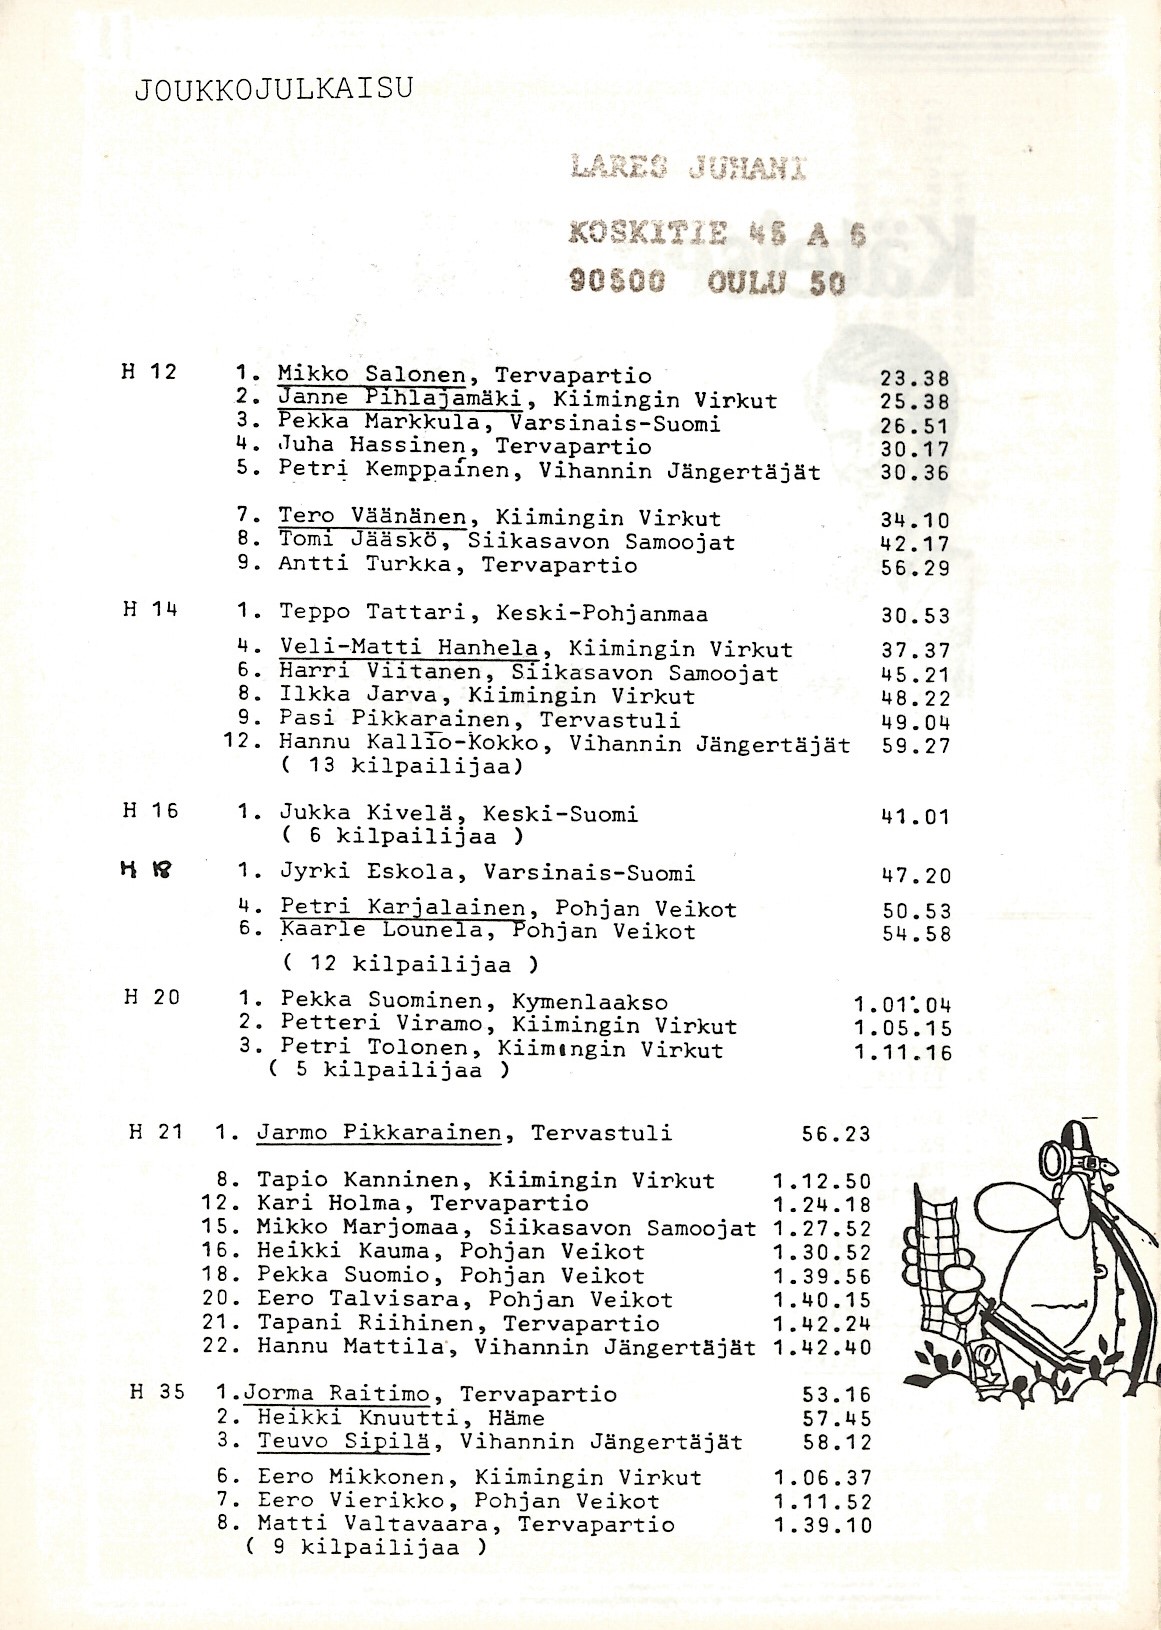 JOUKKOJULKAISU
LARES JUHANI
KOSKITIE 45 A 6
90500 OULU 50
H 12 1. Mikko Salonen, Tervapartio 23.38
2. Janne Pihlajamäki, Kiimingin Virkut 25.38
3. Pekka Markkula, Varsinais-Suomi 26.51
4. Juha Hassinen, Tervapartio 30.17
5. Petri Kemppainen, Vihannin Jängertäjät 30.36
7. Tero Väänänen, Kiimingin Virkut 34.10
8. Tomi Jääskö, Siikasavon Samoojat 42.17
9. Antti Turkka, Tervapartio 56.29
H 14 1. Teppo Tattari, Keski-Pohjanmaa 30.53
4. Veli-Matti Hanhela, Kiimingin Virkut 37.37
6. Harri Viitanen, Siikasavon Samoojat 45.21
8. Ilkka Jarva, Kiimingin Virkut 48.22
9. Pasi Pikkarainen, Tervastuli 49.04
12. Hannu Kallio-Kokko, Vihannin Jängertäjät 59.27
( 13 kilpailijaa)
H 16 1. Jukka Kivelä, Keski-Suomi 41.01
( 6 kilpailijaa )
H 18 1. Jyrki Eskola, Varsinais-Suomi 47.20
4. Petri Karjalainen, Pohjan Veikot 50.53
6. Kaarle Lounela, Pohjan Veikot 54.58
( 12 kilpailijaa )
H 20 1. Pekka Suominen, Kymenlaakso 1.01.04
2. Petteri Viramo, Kiimingin Virkut 1.05.15
3. Petri Tolonen, Kiimingin Virkut 1.11.16
( 5 kilpailijaa )
H 21 1. Jarmo Pikkarainen, Tervastuli 56.23
8. Tapio Kanninen, Kiimingin Virkut 1.12.50
12. Kari Holma, Tervapartio 1.24.18
15. Mikko Marjomaa, Siikasavon Samoojat 1.27.52
16. Heikki Kauma, Pohjan Veikot 1.30.52
18. Pekka Suomio, Pohjan Veikot 1.39.56
20. Eero Talvisara, Pohjan Veikot 1.40.15
21. Tapani Riihinen, Tervapartio 1.42.24
22. Hannu Mattila, Vihannin Jängertäjät 1.42.40
H 35 1.Jorma Raitimo, Tervapartio 53.16
2. Heikki Knuutti, Häme 57.45
3. Teuvo Sipilä, Vihannin Jängertäjät 58.12
6. Eero Mikkonen, Kiimingin Virkut 1.06.37
7. Eero Vierikko, Pohjan Veikot 1.11.52
8. Matti Valtavaara, Tervapartio 1.39.10
( 9 kilpailijaa )